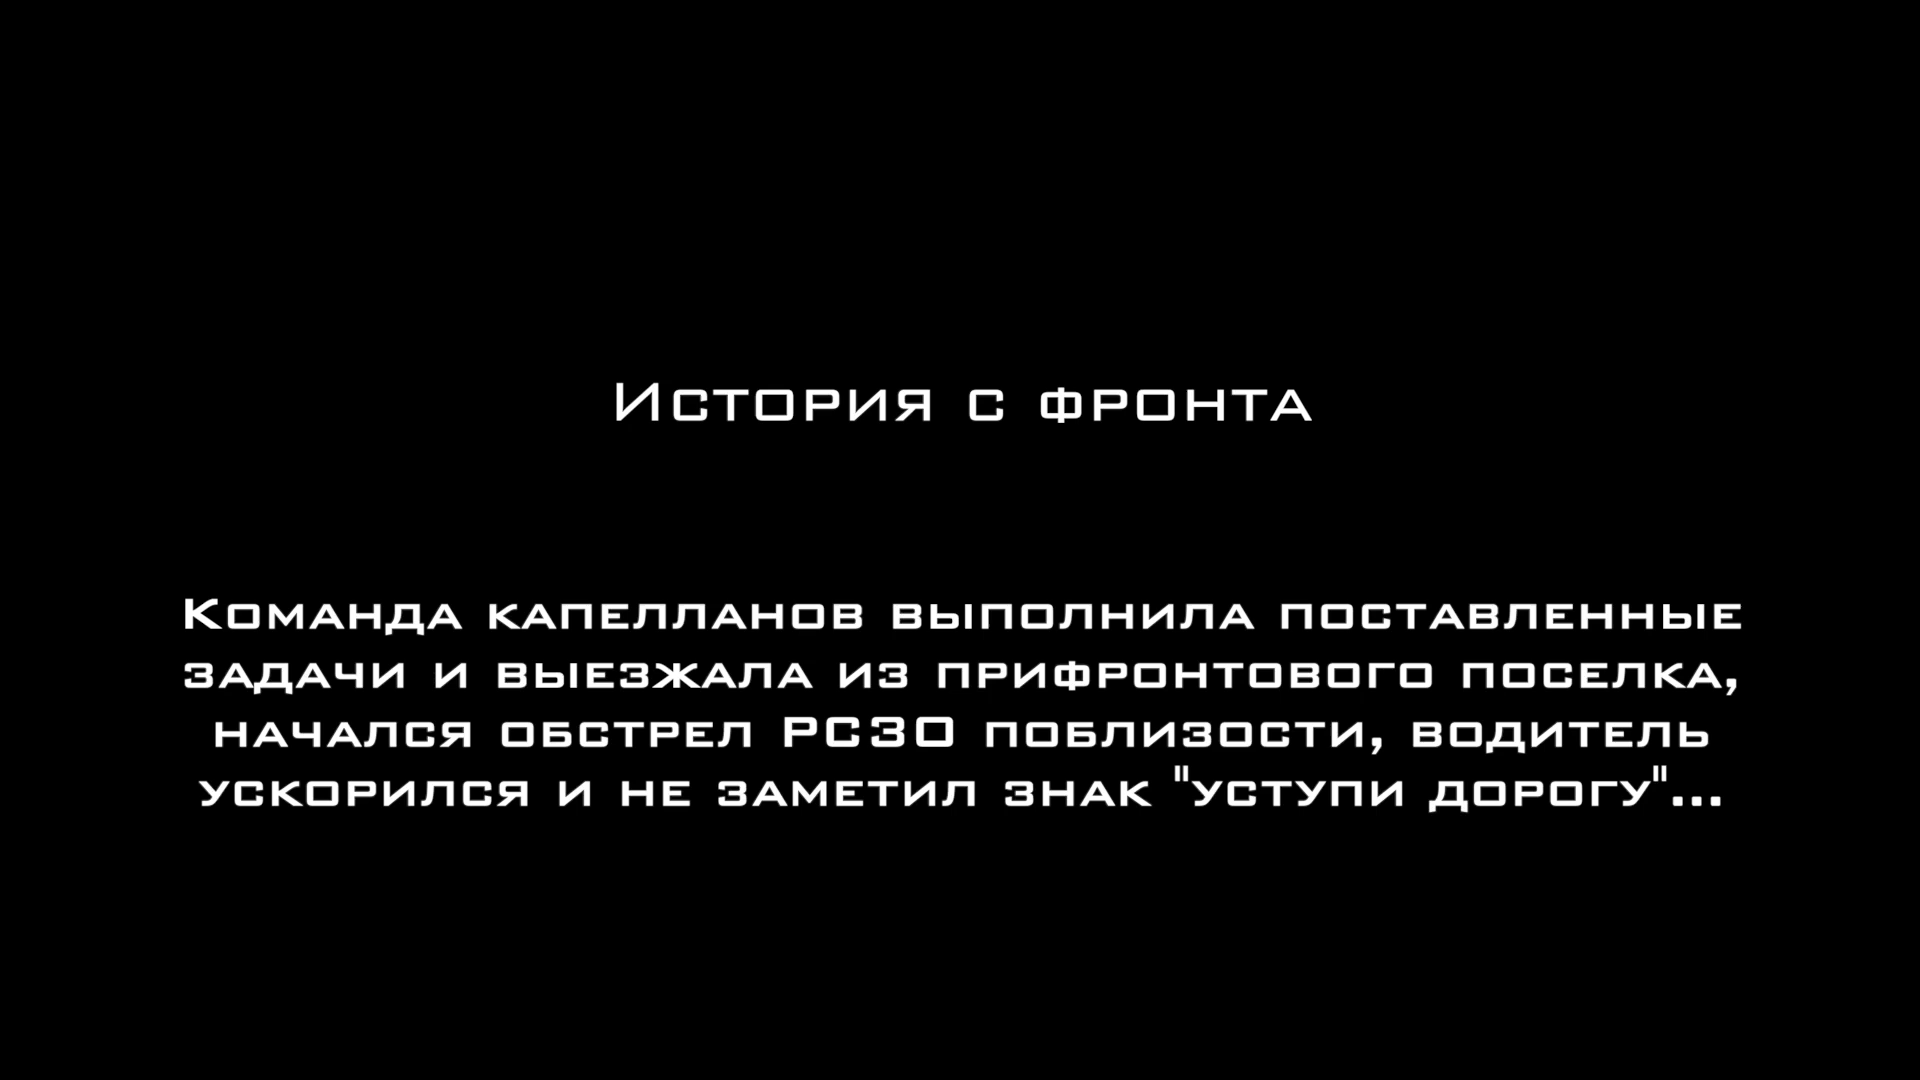 История с фронта
Команда капелланов выполнила поставленные
задачи и выезжала из прифронтового поселка,
начался обстрел РСЗО поблизости, водитель
ускорился и не заметил знак "уступи дорогу"...